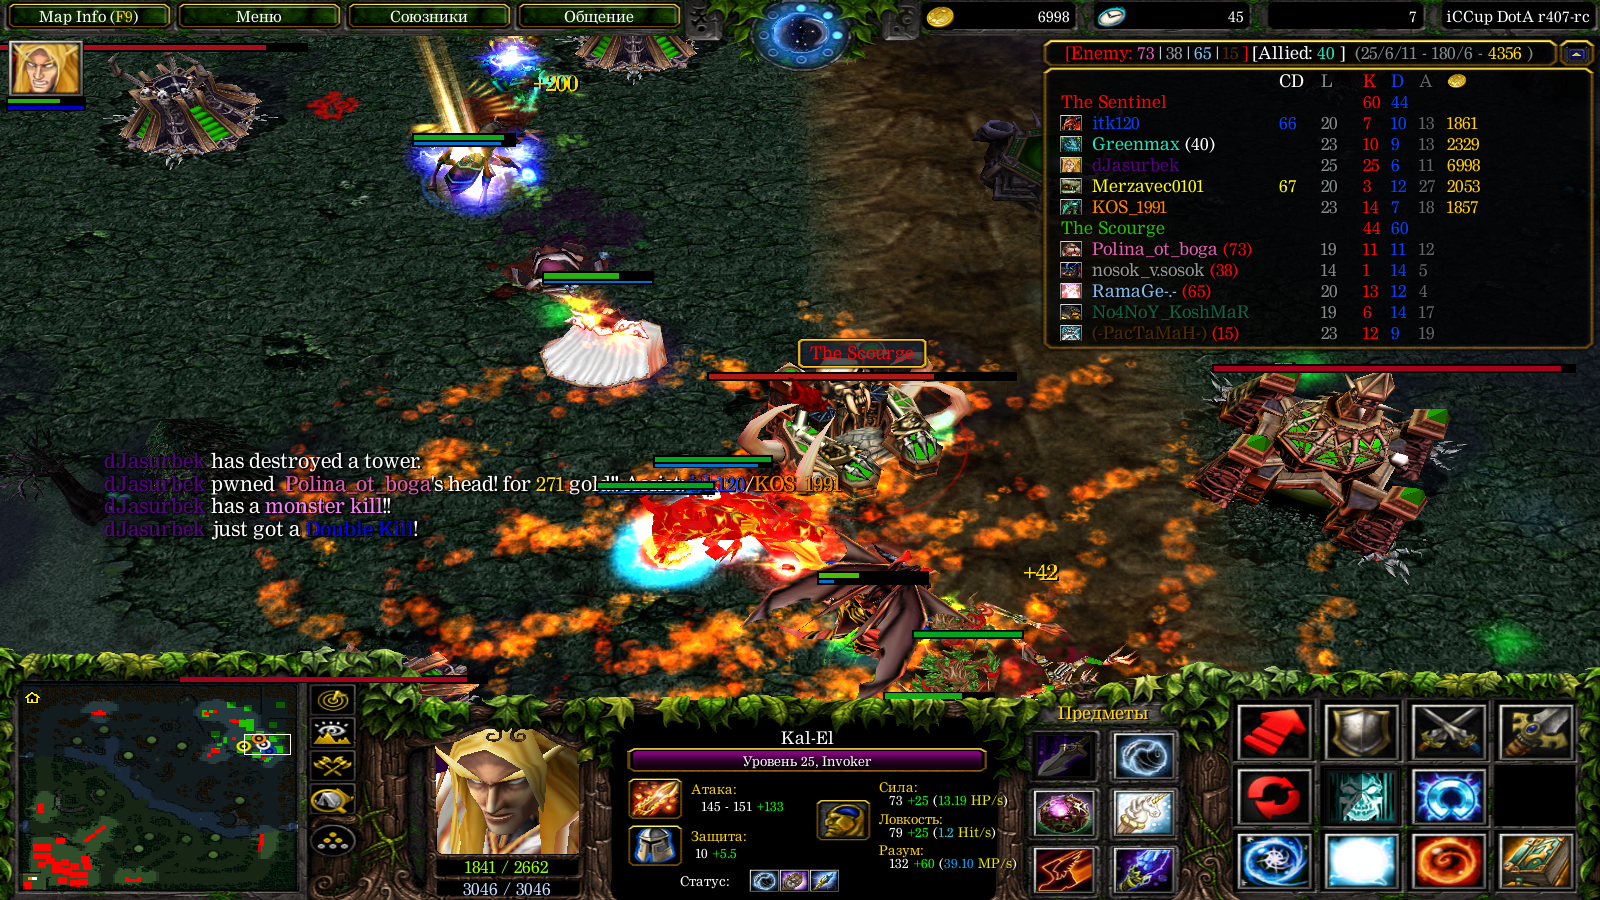 Map Info (F9) Меню Союзники Общение 6998 45 7 iCCup DotA r407-rc
[Enemy: 73 | 38 | 65 | 15 ] [Allied: 40 ] (25/6/11 - 180/6 - 4356 )
CD L K D A
The Sentinel 60 44
itk120 66 20 7 10 13 1861
Greenmax (40) 23 10 9 13 2329
dJasurbek 25 25 6 11 6998
Merzavec0101 67 20 3 12 27 2053
KOS_1991 23 14 7 18 1857
The Scourge 44 60
Polina_ot_boga (73) 19 11 11 12
nosok_v.sosok (38) 14 1 14 5
RamaGe-.- (65) 20 13 12 4
No4NoY_KoshMaR 19 6 14 17
(-PacTaMaH-) (15) 23 12 9 19
+200
The Scourge
dJasurbek has destroyed a tower.
dJasurbek pwned Polina_ot_boga's head! for 271 gold!! /KOS_1991
dJasurbek has a monster kill!!
dJasurbek just got a Double Kill!
+42
Kal-El
Уровень 25, Invoker
Атака:
145 - 151 +133
Защита:
10 +5.5
Статус:
Сила:
73 +25 (13.19 HP/s)
Ловкость:
79 +25 (1.2 Hit/s)
Разум:
132 +60 (39.10 MP/s)
1841 / 2662
3046 / 3046
Предметы